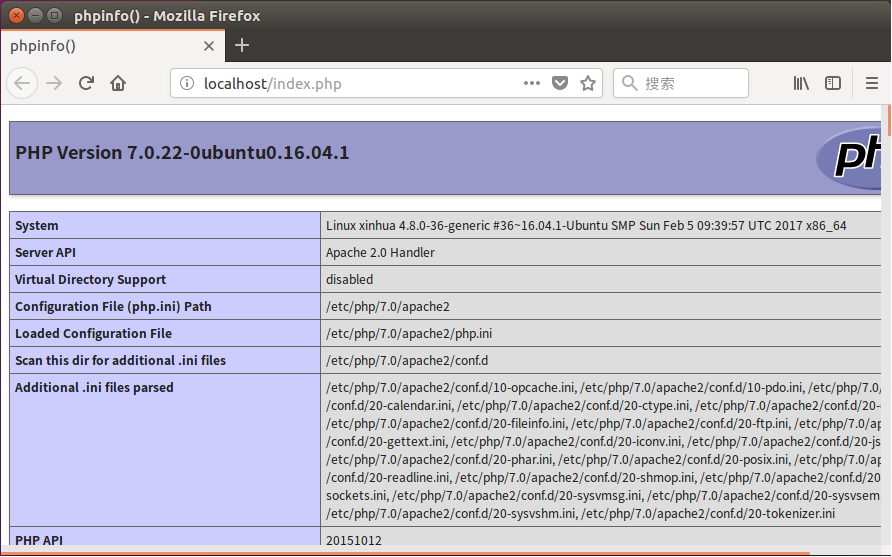 phpinfo() - Mozilla Firefox
phpinfo()
localhost/index.php
搜索
PHP Version 7.0.22-0ubuntu0.16.04.1
System Linux xinhua 4.8.0-36-generic #36~16.04.1-Ubuntu SMP Sun Feb 5 09:39:57 UTC 2017 x86_64
Server API Apache 2.0 Handler
Virtual Directory Support disabled
Configuration File (php.ini) Path /etc/php/7.0/apache2
Loaded Configuration File /etc/php/7.0/apache2/php.ini
Scan this dir for additional .ini files /etc/php/7.0/apache2/conf.d
Additional .ini files parsed /etc/php/7.0/apache2/conf.d/10-opcache.ini, /etc/php/7.0/apache2/conf.d/10-pdo.ini, /etc/php/7.0/
/conf.d/20-calendar.ini, /etc/php/7.0/apache2/conf.d/20-ctype.ini, /etc/php/7.0/apache2/conf.d/20-
/etc/php/7.0/apache2/conf.d/20-fileinfo.ini, /etc/php/7.0/apache2/conf.d/20-ftp.ini, /etc/php/7.0/ap
/conf.d/20-gettext.ini, /etc/php/7.0/apache2/conf.d/20-iconv.ini, /etc/php/7.0/apache2/conf.d/20-js
/etc/php/7.0/apache2/conf.d/20-phar.ini, /etc/php/7.0/apache2/conf.d/20-posix.ini, /etc/php/7.0/ap
/conf.d/20-readline.ini, /etc/php/7.0/apache2/conf.d/20-shmop.ini, /etc/php/7.0/apache2/conf.d/20
sockets.ini, /etc/php/7.0/apache2/conf.d/20-sysvmsg.ini, /etc/php/7.0/apache2/conf.d/20-sysvsem
/etc/php/7.0/apache2/conf.d/20-sysvshm.ini, /etc/php/7.0/apache2/conf.d/20-tokenizer.ini
PHP API 20151012